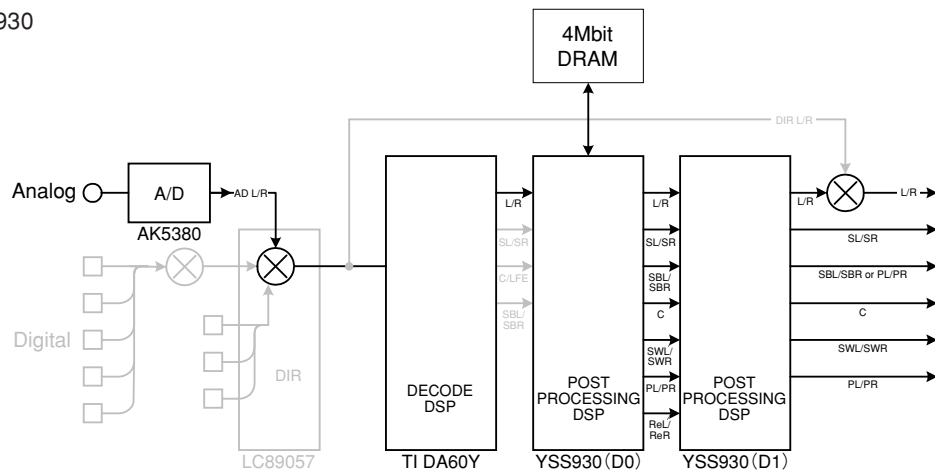 930
4Mbit
DRAM
DIR L/R
Analog
A/D
AD L/R
AK5380
L/R
L/R
L/R
L/R
SL/SR
SL/SR
SL/SR
C/LFE
SBL/
SBR
SBL/SBR or PL/PR
SBL/
SBR
C
C
Digital
SWL/
SWR
SWL/SWR
DIR
DECODE
DSP
POST
PROCESSING
DSP
PL/PR
POST
PROCESSING
DSP
PL/PR
ReL/
ReR
LC89057
TI DA60Y
YSS930 (D0)
YSS930 (D1)